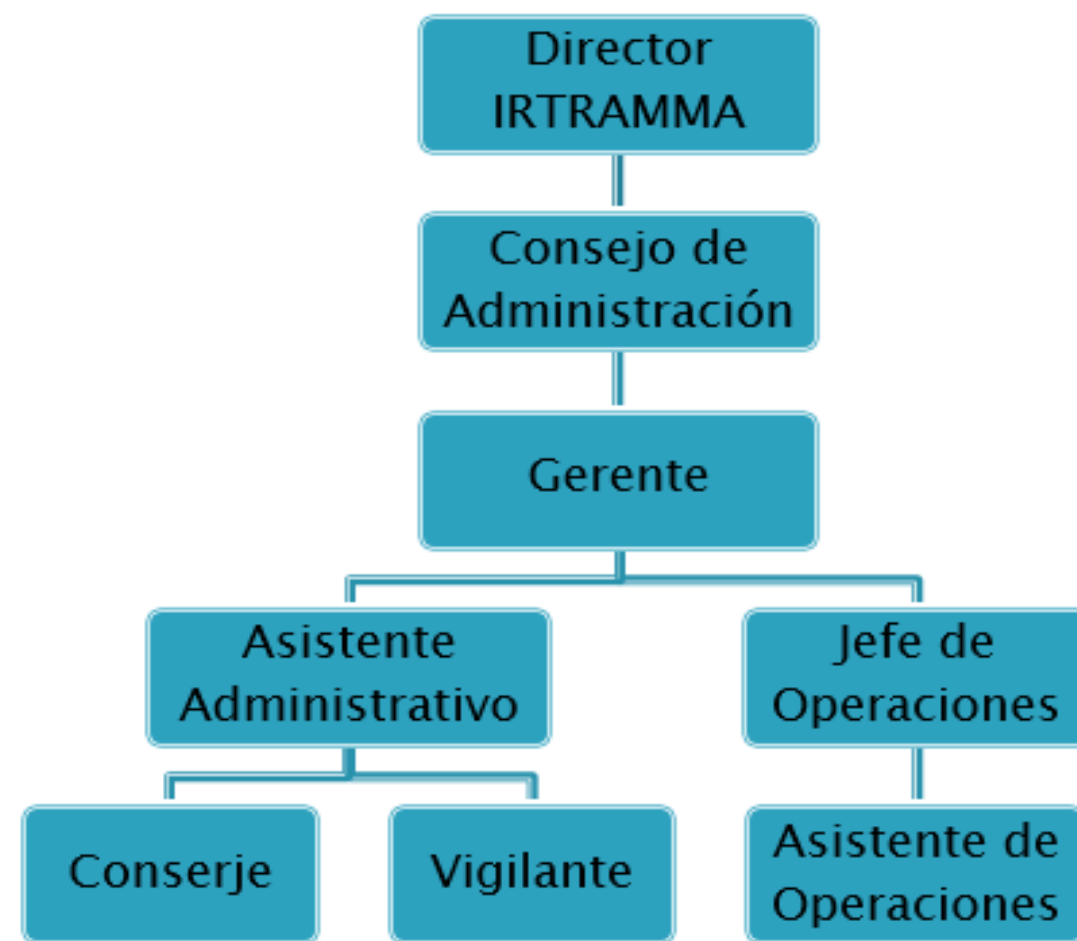 Director
IRTRAMMA
Consejo de
Administración
Gerente
Asistente
Administrativo
Jefe de
Operaciones
Conserje
Vigilante
Asistente de
Operaciones